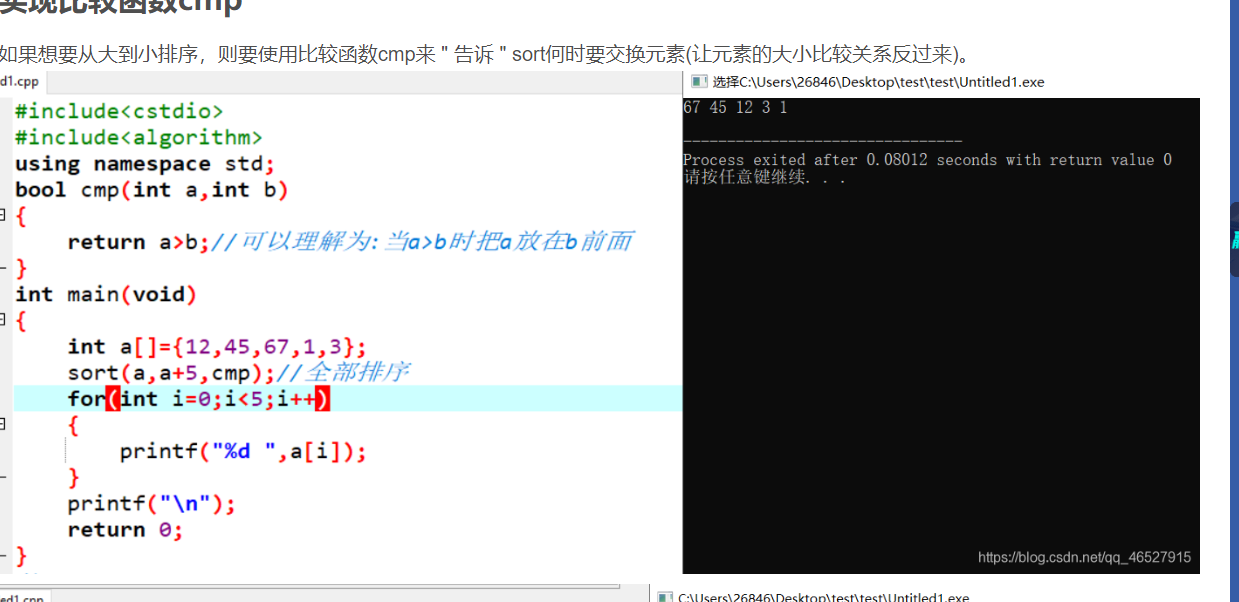 实现比较函数cmp
如果想要从大到小排序，则要使用比较函数cmp来 " 告诉 " sort何时要交换元素(让元素的大小比较关系反过来)。
d1.cpp
#include<cstdio>
#include<algorithm>
using namespace std;
bool cmp(int a,int b)
{
return a>b;//可以理解为:当a>b时把a放在b前面
}
int main(void)
{
int a[]={12,45,67,1,3};
sort(a,a+5,cmp);//全部排序
for(int i=0;i<5;i++)
{
printf("%d ",a[i]);
}
printf("\n");
return 0;
}
选择C:\Users\26846\Desktop\test\test\Untitled1.exe
67 45 12 3 1
--------------------------------
Process exited after 0.08012 seconds with return value 0
请按任意键继续. . .
https://blog.csdn.net/qq_46527915
ed1.cpp
C:\Users\26846\Desktop\test\test\Untitled1.exe